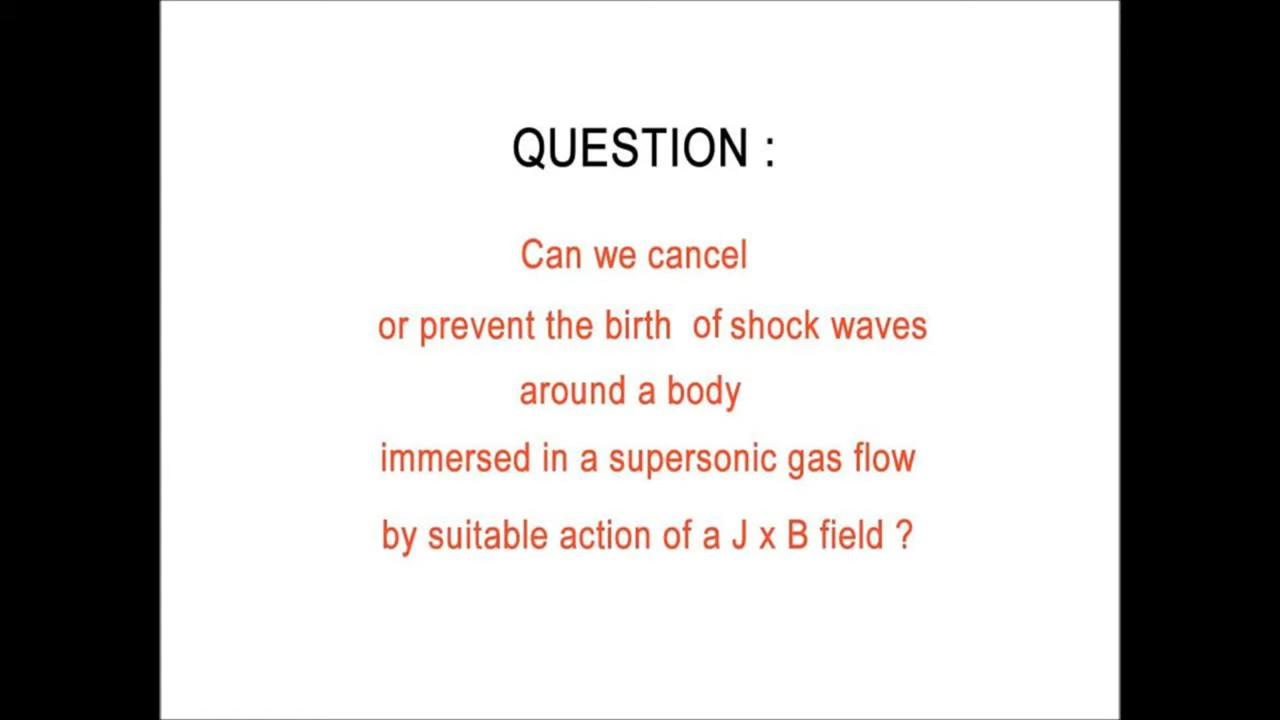 QUESTION :
Can we cancel
or prevent the birth of shock waves
around a body
immersed in a supersonic gas flow
by suitable action of a J x B field ?